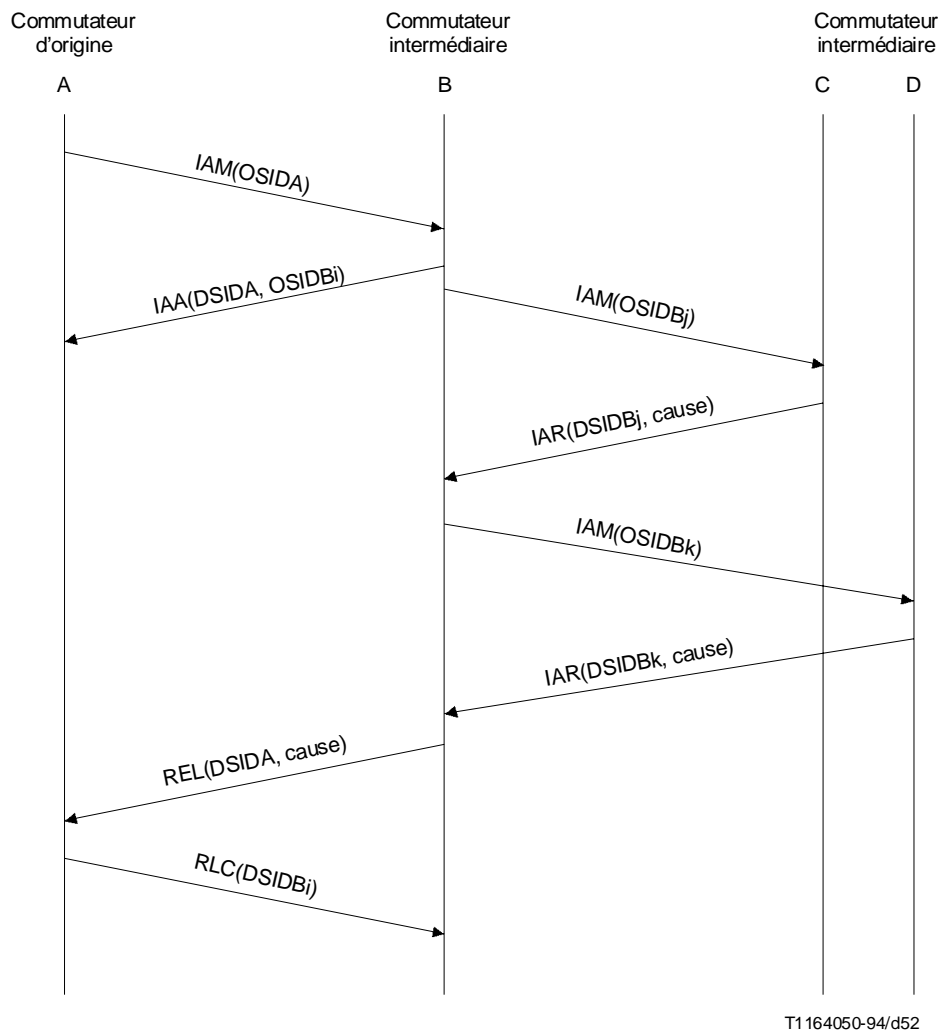 Commutateur
d'origine
Commutateur
intermédiaire
Commutateur
intermédiaire
A
B
C
D
IAM(OSIDA)
IAA(DSIDA, OSIDBi)
IAM(OSIDBj)
IAR(DSIDBj, cause)
IAM(OSIDBk)
IAR(DSIDBk, cause)
REL(DSIDA, cause)
RLC(DSIDBi)
T1164050-94/d52